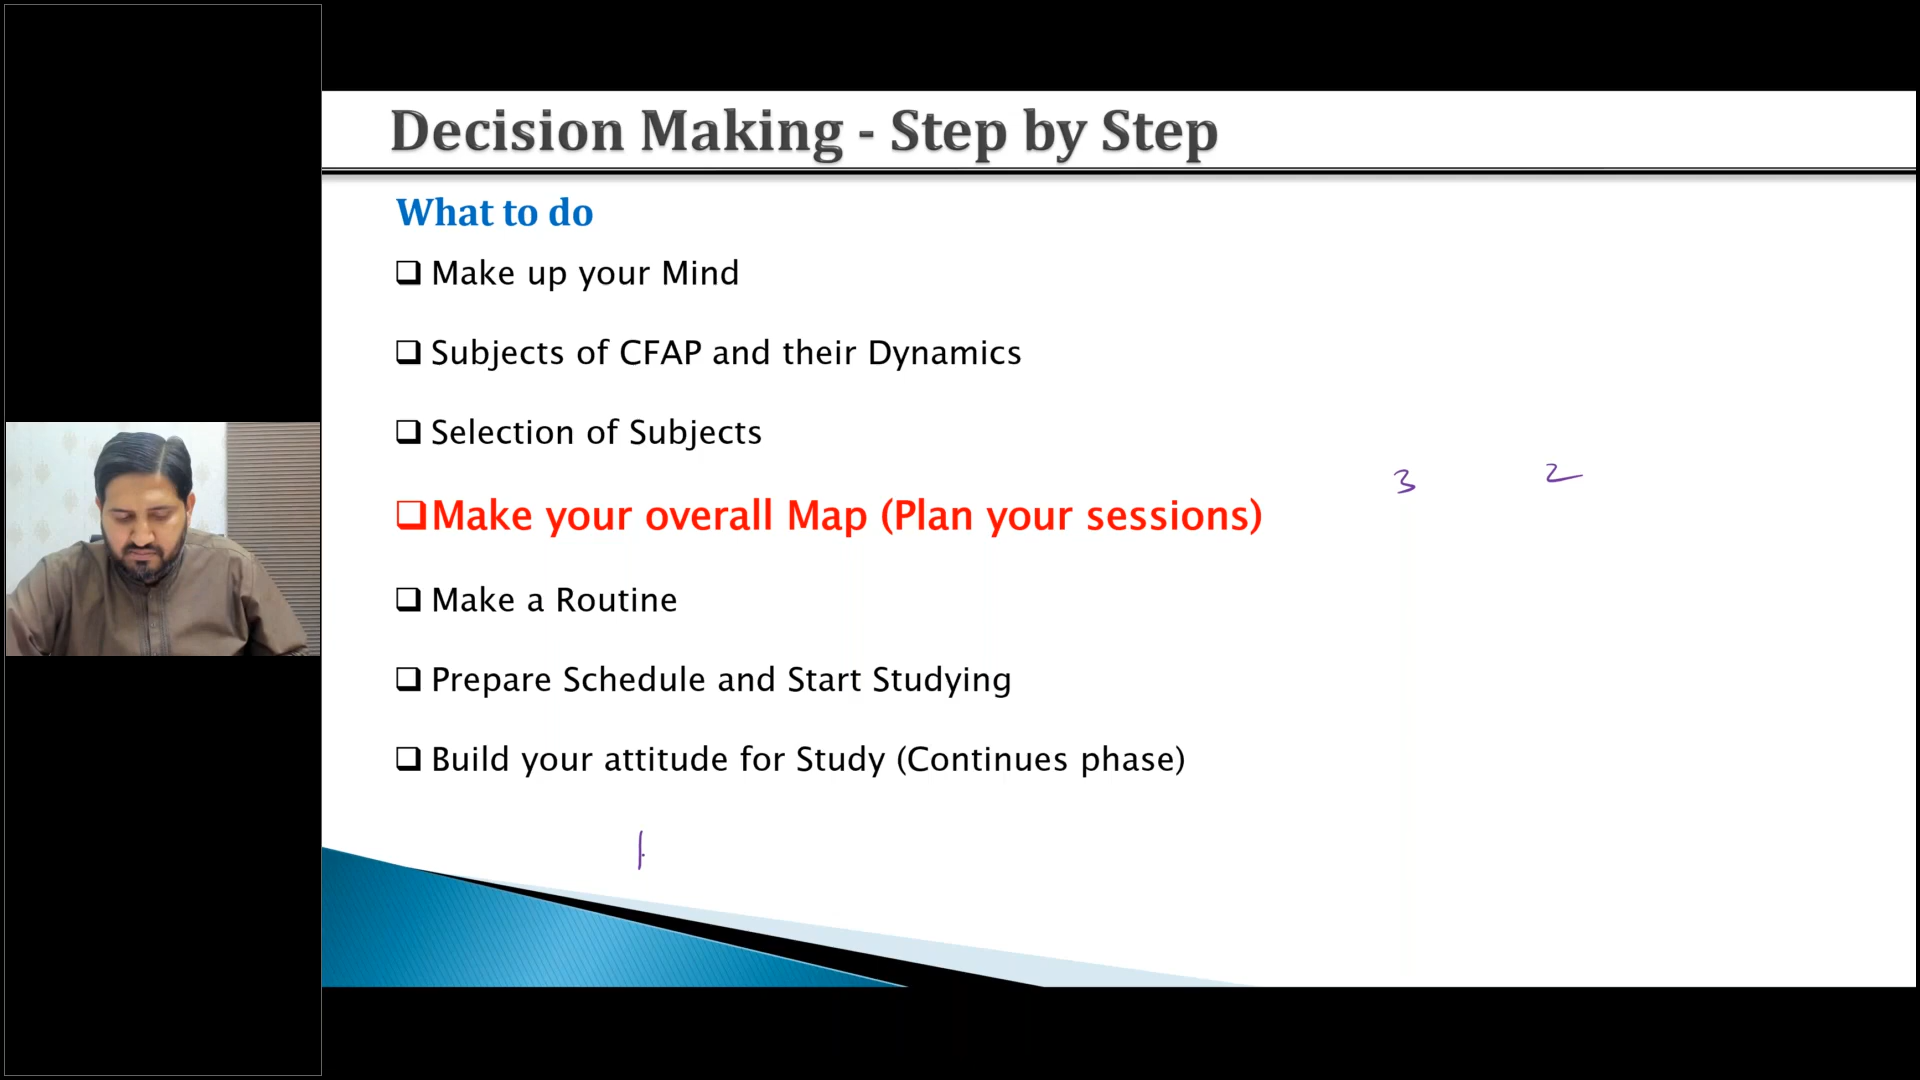 Decision Making - Step by Step
What to do
Make up your Mind
Subjects of CFAP and their Dynamics
Selection of Subjects
3 2
Make your overall Map (Plan your sessions)
Make a Routine
Prepare Schedule and Start Studying
Build your attitude for Study (Continues phase)